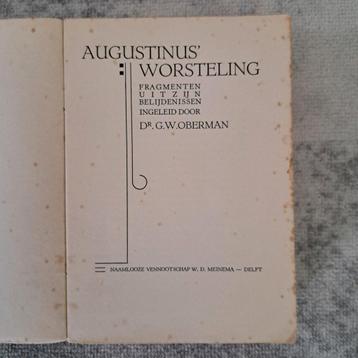 AUGUSTINUS'
WORSTELING
FRAGMENTEN
UIT ZIJN
BELIJDENISSEN
INGELEID DOOR
DR. G.W. OBERMAN
NAAMLOOZE VENNOOTSCHAP W. D. MEINEMA — DELFT